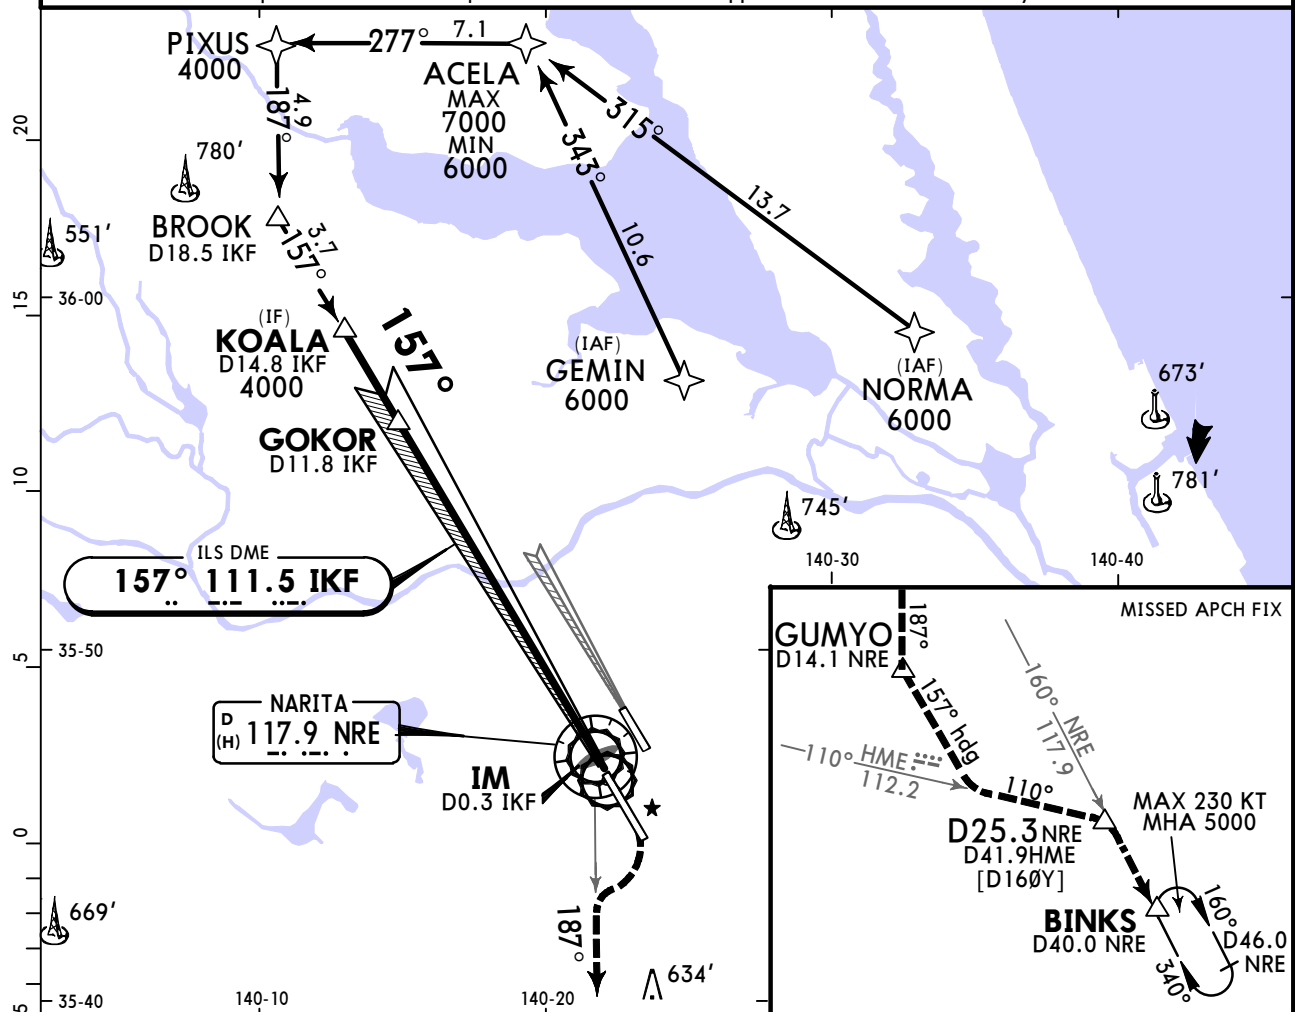 PIXUS
4000
277°
7.1
ACELA
MAX
7000
MIN
6000
315°
343°
13.7
10.6
187°
4.9
780'
551'
BROOK
D18.5 IKF
3.7
157°
20
15
10
5
0
5
36-00
(IF)
KOALA
D14.8 IKF
4000
157°
(IAF)
GEMIN
6000
(IAF)
NORMA
6000
673'
781'
GOKOR
D11.8 IKF
745'
140-30
140-40
ILS DME
157° 111.5 IKF
35-50
NARITA
D
(H)
117.9 NRE
IM
D0.3 IKF
187°
669'
634'
35-40
140-10
140-20
MISSED APCH FIX
187°
GUMYO
D14.1 NRE
157° hdg
160°
NRE
117.9
110°
HME
112.2
110°
MAX 230 KT
MHA 5000
D25.3 NRE
D41.9HME
[D160Y]
BINKS
D40.0 NRE
160°
340°
D46.0
NRE